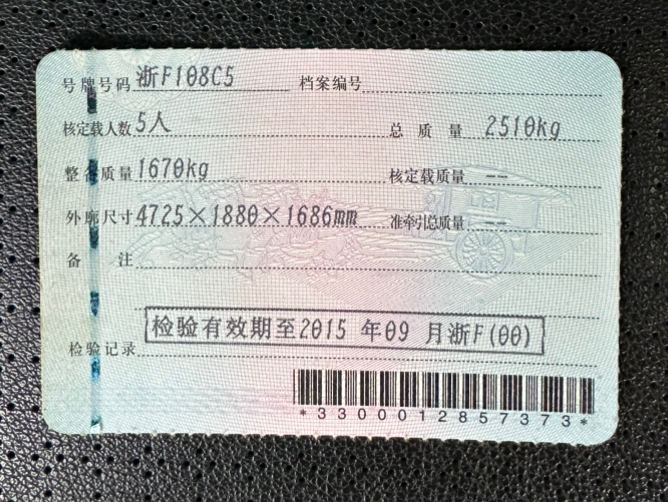 号牌号码 浙F108C5 档案编号
核定载人数 5人 总质量 2510kg
整备质量 1670kg 核定载质量 --
外廓尺寸 4725×1880×1686mm 准牵引总质量 --
备注
检验有效期至2015年09月浙F(00)
检验记录
*3300012857373*